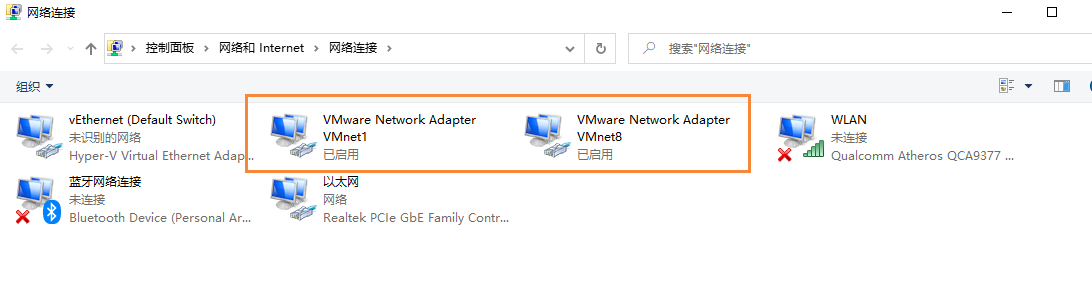 网络连接
控制面板 > 网络和 Internet > 网络连接 >
搜索"网络连接"
组织
vEthernet (Default Switch)
未识别的网络
Hyper-V Virtual Ethernet Adap...
VMware Network Adapter
VMnet1
已启用
VMware Network Adapter
VMnet8
已启用
WLAN
未连接
Qualcomm Atheros QCA9377 ...
蓝牙网络连接
未连接
Bluetooth Device (Personal Ar...
以太网
网络
Realtek PCIe GbE Family Contr...